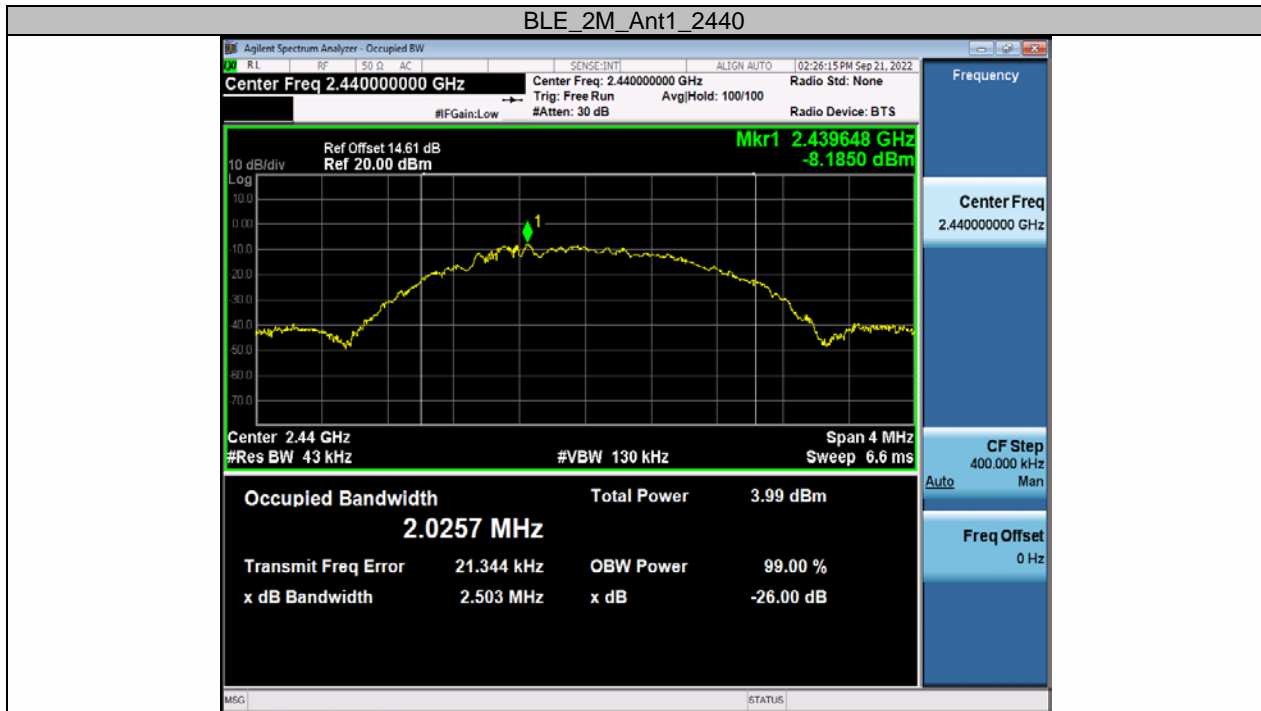 BLE_2M_Ant1_2440
Agilent Spectrum Analyzer - Occupied BW
RL RF 50 Ω AC SENSE:INT ALIGN AUTO 02:26:15 PM Sep 21, 2022
Center Freq 2.440000000 GHz
Center Freq: 2.440000000 GHz Radio Std: None
Trig: Free Run Avg|Hold: 100/100
#IFGain:Low #Atten: 30 dB Radio Device: BTS
Frequency
Mkr1 2.439648 GHz
-8.1850 dBm
Ref Offset 14.61 dB
10 dB/div Ref 20.00 dBm
Log
10.0
0.00
-10.0
-20.0
-30.0
-40.0
-50.0
-60.0
-70.0
1
Center 2.44 GHz Span 4 MHz
#Res BW 43 kHz #VBW 130 kHz Sweep 6.6 ms
Occupied Bandwidth Total Power 3.99 dBm
2.0257 MHz
Transmit Freq Error 21.344 kHz OBW Power 99.00 %
x dB Bandwidth 2.503 MHz x dB -26.00 dB
Center Freq
2.440000000 GHz
CF Step
400.000 kHz
Auto Man
Freq Offset
0 Hz
MSG STATUS